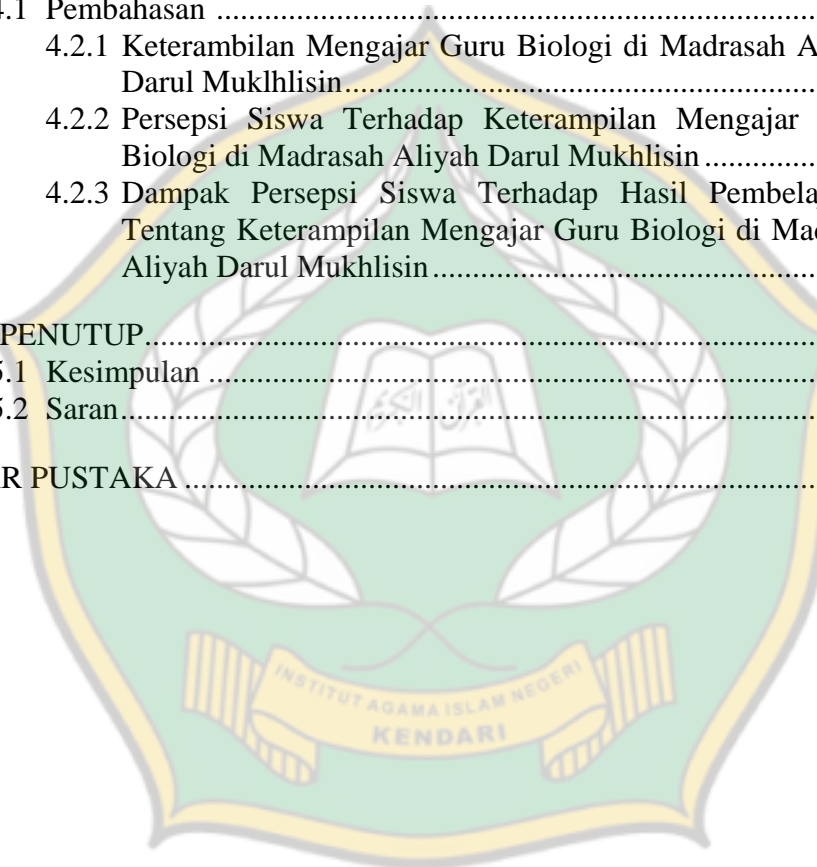 4.1 Pembahasan
4.2.1 Keterambilan Mengajar Guru Biologi di Madrasah A
Darul Muklhlisin
4.2.2 Persepsi Siswa Terhadap Keterampilan Mengajar
Biologi di Madrasah Aliyah Darul Mukhlisin
4.2.3 Dampak Persepsi Siswa Terhadap Hasil Pembela
Tentang Keterampilan Mengajar Guru Biologi di Mad
Aliyah Darul Mukhlisin
PENUTUP
5.1 Kesimpulan
5.2 Saran
R PUSTAKA
INSTITUT AGAMA ISLAM NEGERI
KENDARI